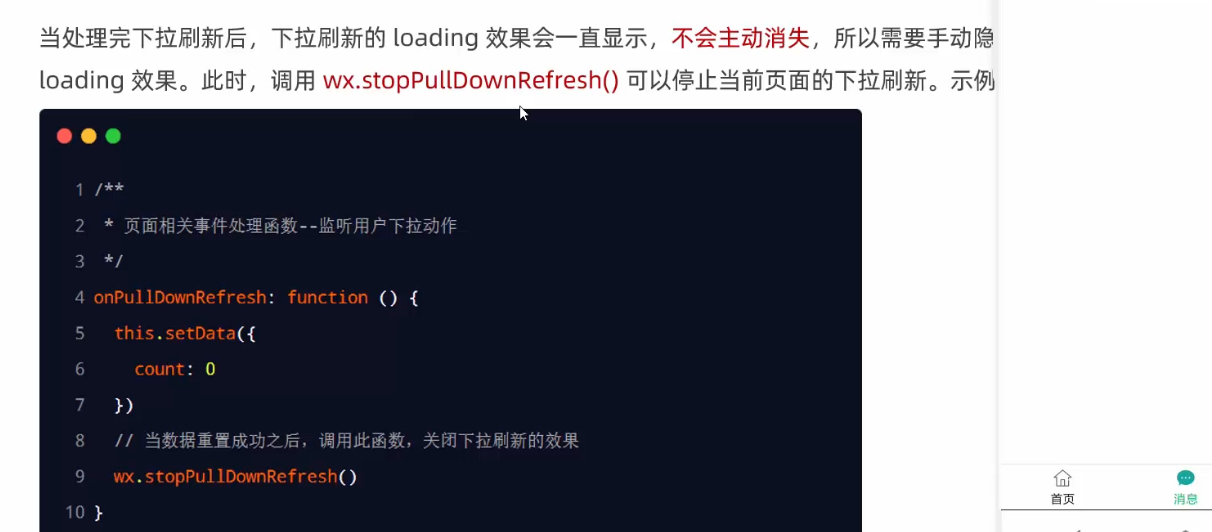 当处理完下拉刷新后，下拉刷新的 loading 效果会一直显示，不会主动消失，所以需要手动隐
loading 效果。此时，调用 wx.stopPullDownRefresh() 可以停止当前页面的下拉刷新。示例
1 /**
2 * 页面相关事件处理函数--监听用户下拉动作
3 */
4 onPullDownRefresh: function () {
5 this.setData({
6 count: 0
7 })
8 // 当数据重置成功之后，调用此函数，关闭下拉刷新的效果
9 wx.stopPullDownRefresh()
10 }
首页 消息